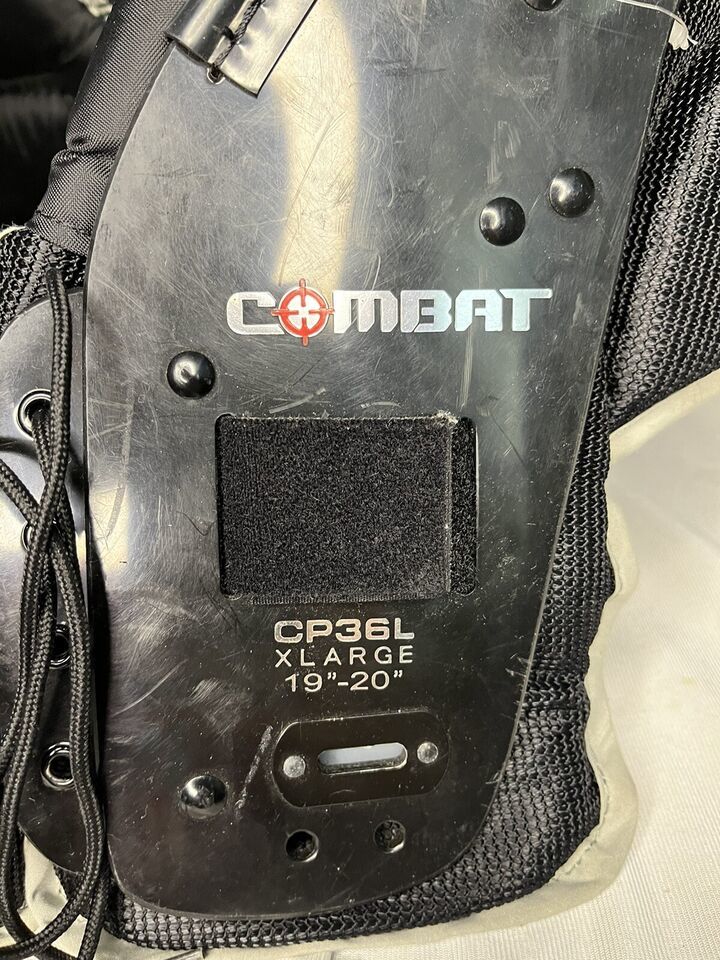 COMBAT
CP36L
XLARGE
19"-20"